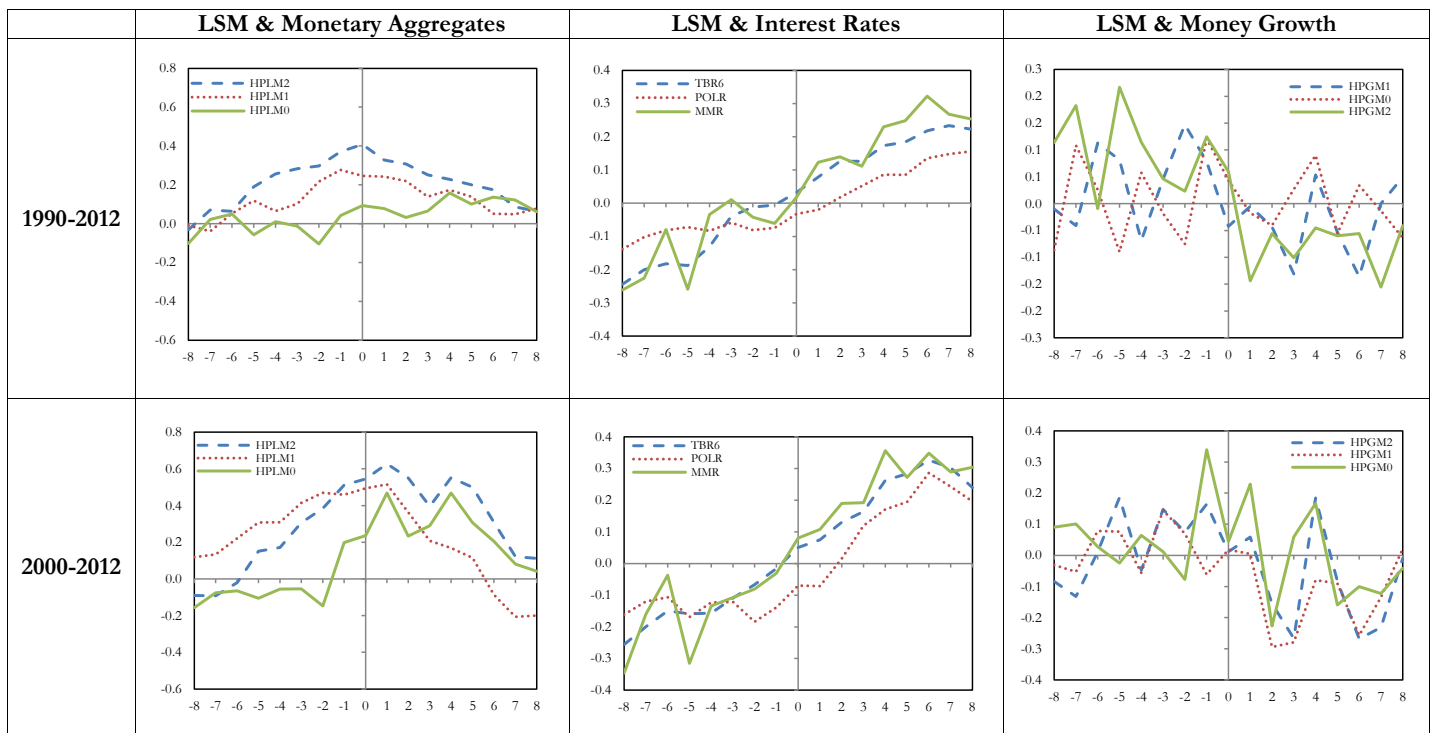 LSM & Monetary Aggregates
LSM & Interest Rates
LSM & Money Growth
1990-2012
0.8
0.6
0.4
0.2
0.0
-0.2
-0.4
-0.6
-8 -7 -6 -5 -4 -3 -2 -1 0 1 2 3 4 5 6 7 8
HPLM2
HPLM1
HPLM0
0.4
0.3
0.2
0.1
0.0
-0.1
-0.2
-0.3
-0.4
-8 -7 -6 -5 -4 -3 -2 -1 0 1 2 3 4 5 6 7 8
TBR6
POLR
MMR
0.3
0.2
0.2
0.1
0.1
0.0
-0.1
-0.1
-0.2
-0.2
-0.3
-8 -7 -6 -5 -4 -3 -2 -1 0 1 2 3 4 5 6 7 8
HPGM1
HPGM0
HPGM2
2000-2012
0.8
0.6
0.4
0.2
0.0
-0.2
-0.4
-0.6
-8 -7 -6 -5 -4 -3 -2 -1 0 1 2 3 4 5 6 7 8
HPLM2
HPLM1
HPLM0
0.4
0.3
0.2
0.1
0.0
-0.1
-0.2
-0.3
-0.4
-8 -7 -6 -5 -4 -3 -2 -1 0 1 2 3 4 5 6 7 8
TBR6
POLR
MMR
0.4
0.3
0.2
0.1
0.0
-0.1
-0.2
-0.3
-0.4
-8 -7 -6 -5 -4 -3 -2 -1 0 1 2 3 4 5 6 7 8
HPGM2
HPGM1
HPGM0